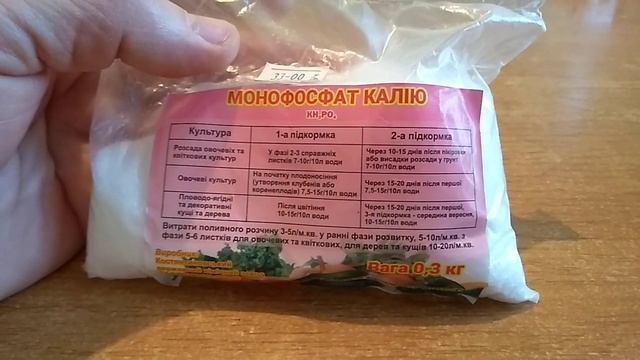 33-00
МОНОФОСФАТ КАЛІЮ
KH₂PO₄
Культура 1-а підкормка 2-а підкормка
Розсада овочевіх та квіткових культур
У фазі 2-3 справжніх листків 7-10г/10л води
Через 10-15 днів після пікіровки або висадки розсади у грунт 7-10г/10л води
Овочеві культур
На початку плодоносіння (утворення клубенів або коренеплодів) 7,5-15г/10л води
Через 15-20 днів після першої 7,5-15г/10л води
Плодово-ягідні та декоративні кущі та дерева
Після цвітіння 10-15г/10л води
Через 15-20 днів після першої, 3-я підкормка - середина вересня, 10-15г/10л води
Витрати поливного розчину 3-5л/м.кв. у ранні фази розвитку, 5-10л/м.кв. з
фази 5-6 листків для овочевих та квіткових, для дерев та кущів 10-20л/м.кв.
Вага 0,3 кг